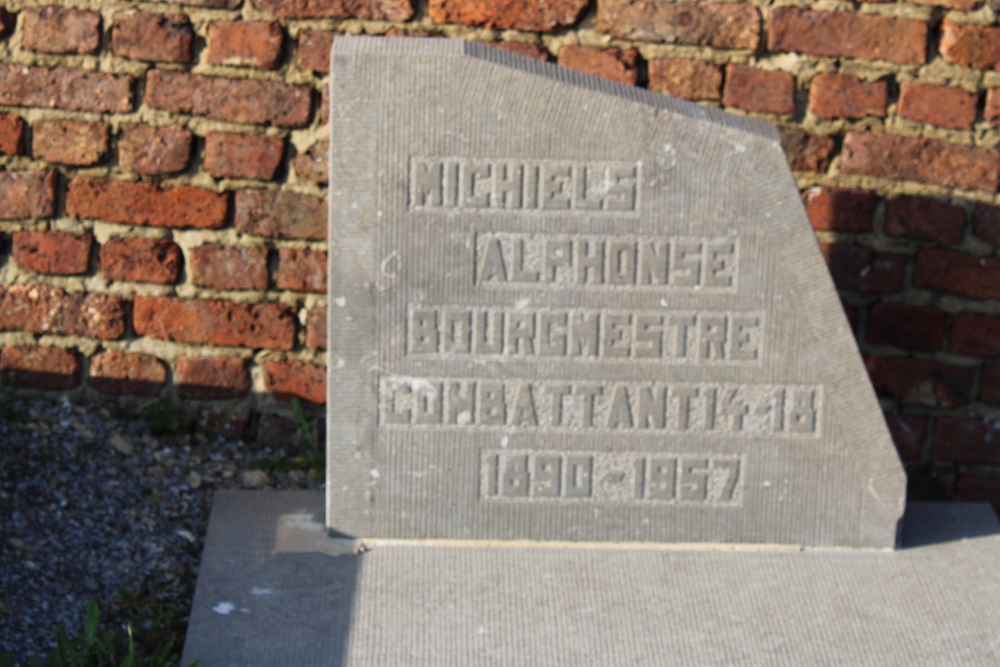 MICHIELS
ALPHONSE
BOURGMESTRE
COMBATTANT 14-18
1890-1957